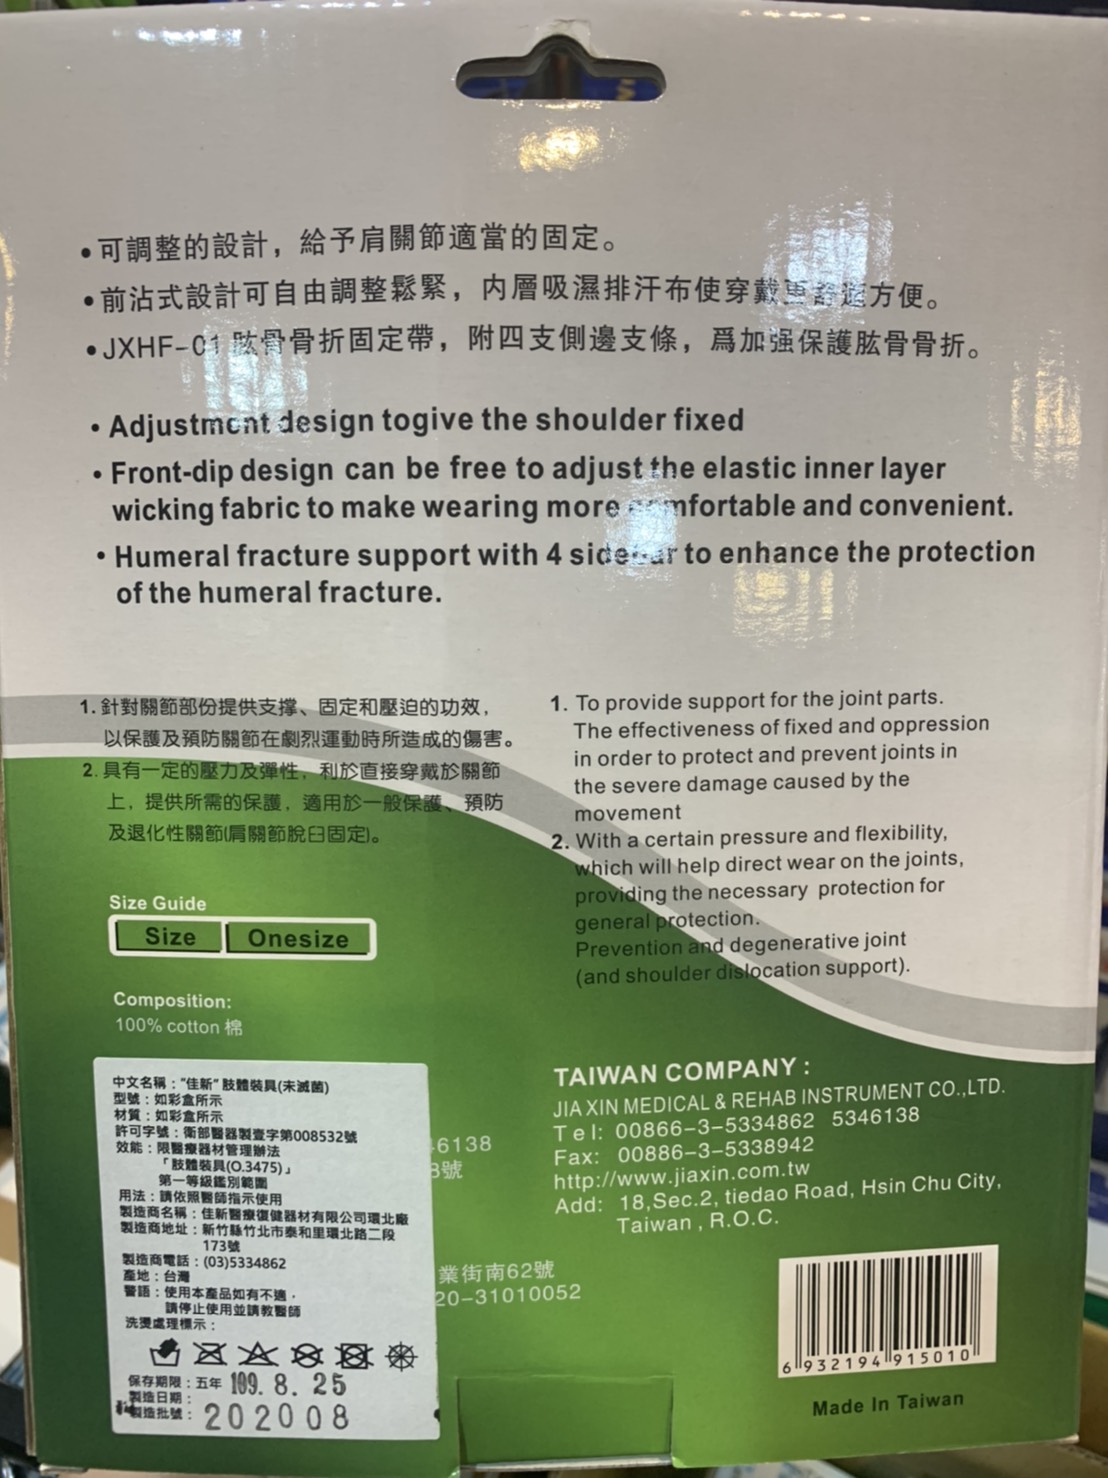 •可調整的設計，給予肩關節適當的固定。
•前沾式設計可自由調整鬆緊，内層吸濕排汗布使穿戴更舒適方便。
•JXHF-01 肱骨骨折固定帶，附四支側邊支條，爲加强保護肱骨骨折。
• Adjustment design togive the shoulder fixed
• Front-dip design can be free to adjust the elastic inner layer
wicking fabric to make wearing more comfortable and convenient.
• Humeral fracture support with 4 sidebar to enhance the protection
of the humeral fracture.
1. 針對關節部份提供支撐、固定和壓迫的功效，
以保護及預防關節在劇烈運動時所造成的傷害。
2. 具有一定的壓力及彈性，利於直接穿戴於關節
上，提供所需的保護，適用於一般保護、預防
及退化性關節(肩關節脫臼固定)。
1. To provide support for the joint parts.
The effectiveness of fixed and oppression
in order to protect and prevent joints in
the severe damage caused by the
movement
2. With a certain pressure and flexibility,
which will help direct wear on the joints,
providing the necessary protection for
general protection.
Prevention and degenerative joint
(and shoulder dislocation support).
Size Guide
Size Onesize
Composition:
100% cotton 棉
中文名稱："佳新" 肢體裝具(未滅菌)
型號：如彩盒所示
材質：如彩盒所示
許可字號：衛部醫器製壹字第008532號
效能：限醫療器材管理辦法
「肢體裝具(O.3475)」
第一等級鑑別範圍
用法：請依照醫師指示使用
製造商名稱：佳新醫療復健器材有限公司環北廠
製造商地址：新竹縣竹北市泰和里環北路二段
173號
製造商電話：(03)5334862
產地：台灣
警語：使用本產品如有不適，
請停止使用並請教醫師
洗燙處理標示：
保存期限：五年
製造日期： 109. 8. 25
製造批號： 202008
46138
3號
業街南62號
20-31010052
TAIWAN COMPANY :
JIA XIN MEDICAL & REHAB INSTRUMENT CO.,LTD.
Tel: 00866-3-5334862 5346138
Fax: 00886-3-5338942
http://www.jiaxin.com.tw
Add: 18,Sec.2, tiedao Road, Hsin Chu City,
Taiwan , R.O.C.
6 932194 915010
Made In Taiwan